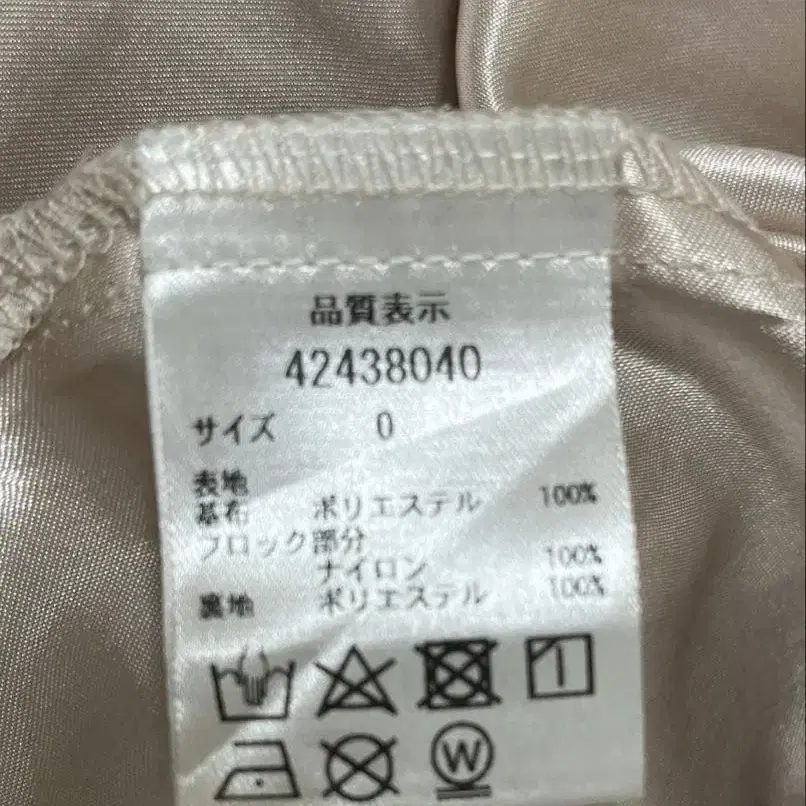 品質表示
42438040
サイズ 0
表地
基布 ポリエステル 100%
フロック部分
ナイロン 100%
裏地 ポリエステル 100%
W